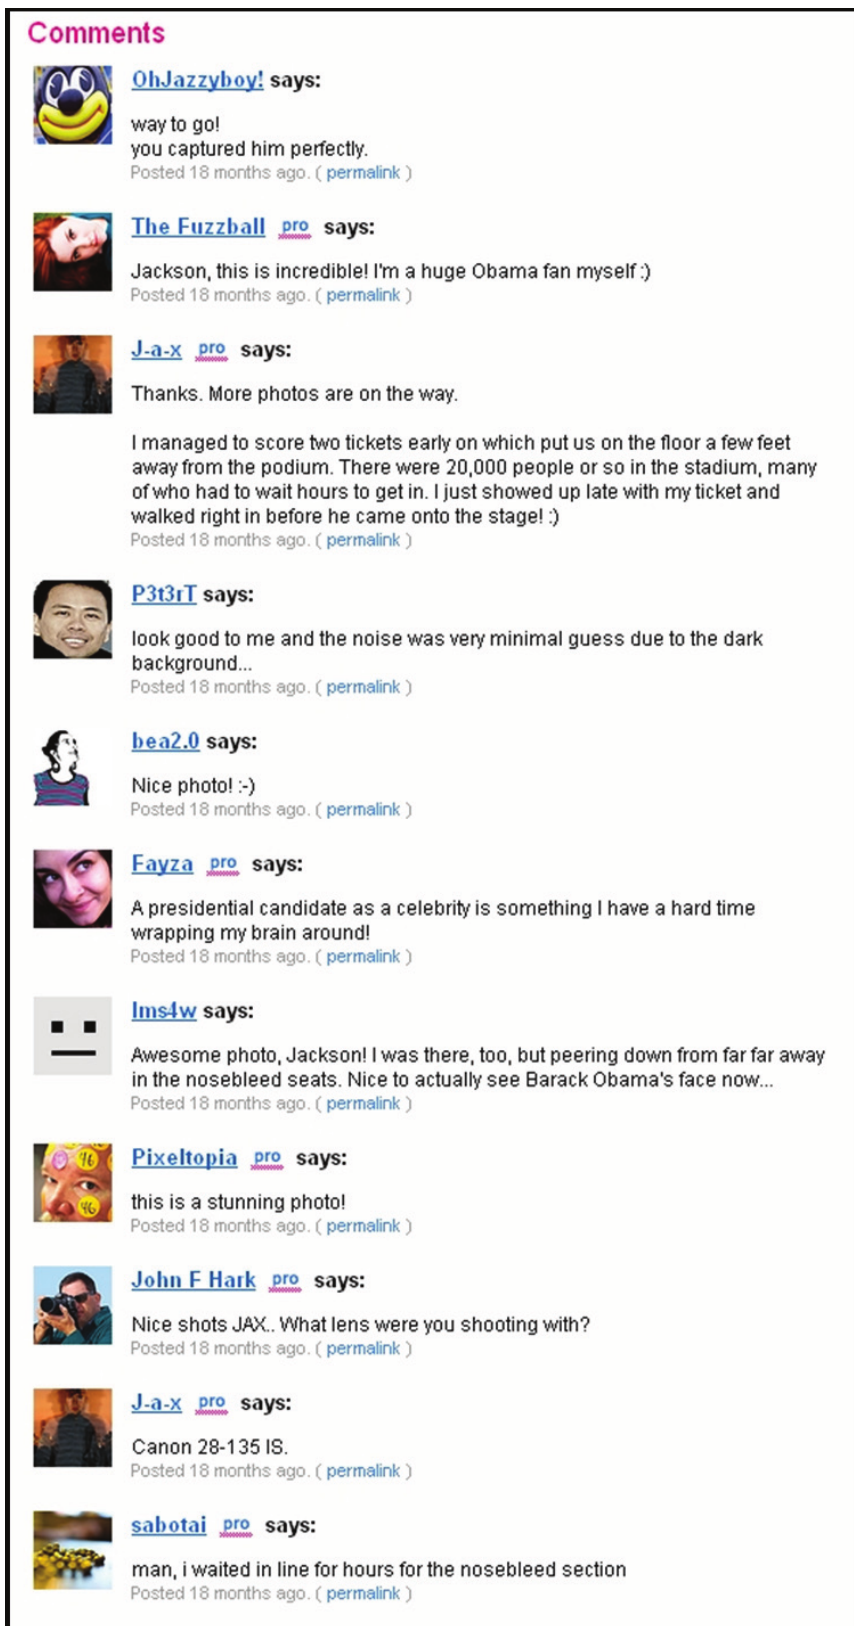 Comments
OhJazzyboy! says:
way to go!
you captured him perfectly.
Posted 18 months ago. ( permalink )
The Fuzzball pro says:
Jackson, this is incredible! I'm a huge Obama fan myself :)
Posted 18 months ago. ( permalink )
J-a-x pro says:
Thanks. More photos are on the way.
I managed to score two tickets early on which put us on the floor a few feet
away from the podium. There were 20,000 people or so in the stadium, many
of who had to wait hours to get in. I just showed up late with my ticket and
walked right in before he came onto the stage! :)
Posted 18 months ago. ( permalink )
P3t3rT says:
look good to me and the noise was very minimal guess due to the dark
background...
Posted 18 months ago. ( permalink )
bea2.0 says:
Nice photo! :-)
Posted 18 months ago. ( permalink )
Fayza pro says:
A presidential candidate as a celebrity is something I have a hard time
wrapping my brain around!
Posted 18 months ago. ( permalink )
lms4w says:
Awesome photo, Jackson! I was there, too, but peering down from far far away
in the nosebleed seats. Nice to actually see Barack Obama's face now...
Posted 18 months ago. ( permalink )
46
46
Pixeltopia pro says:
this is a stunning photo!
Posted 18 months ago. ( permalink )
John F Hark pro says:
Nice shots JAX.. What lens were you shooting with?
Posted 18 months ago. ( permalink )
J-a-x pro says:
Canon 28-135 IS.
Posted 18 months ago. ( permalink )
sabotai pro says:
man, i waited in line for hours for the nosebleed section
Posted 18 months ago. ( permalink )